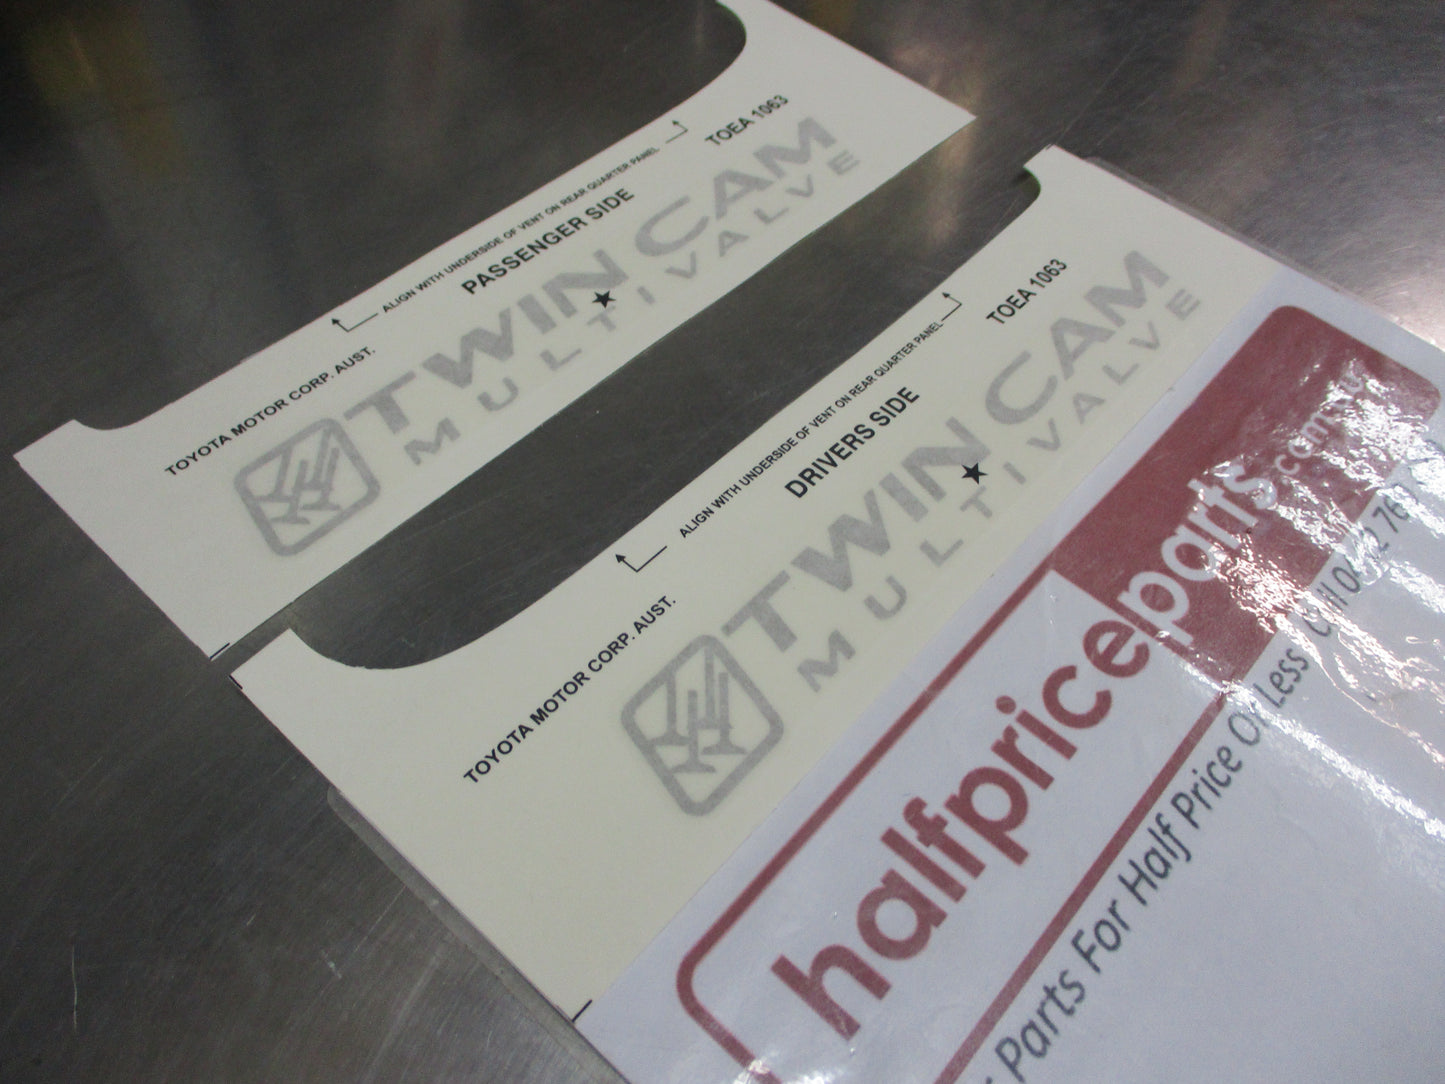 TOEA 1063
ALIGN WITH UNDERSIDE OF VENT ON REAR QUARTER PANEL
PASSENGER SIDE
TOYOTA MOTOR CORP. AUST.
TWIN CAM
MULTIVALVE
TOEA 1063
ALIGN WITH UNDERSIDE OF VENT ON REAR QUARTER PANEL
DRIVERS SIDE
TOYOTA MOTOR CORP. AUST.
TWIN CAM
MULTIVALVE
halfpriceparts.com.au
Parts For Half Price Or Less